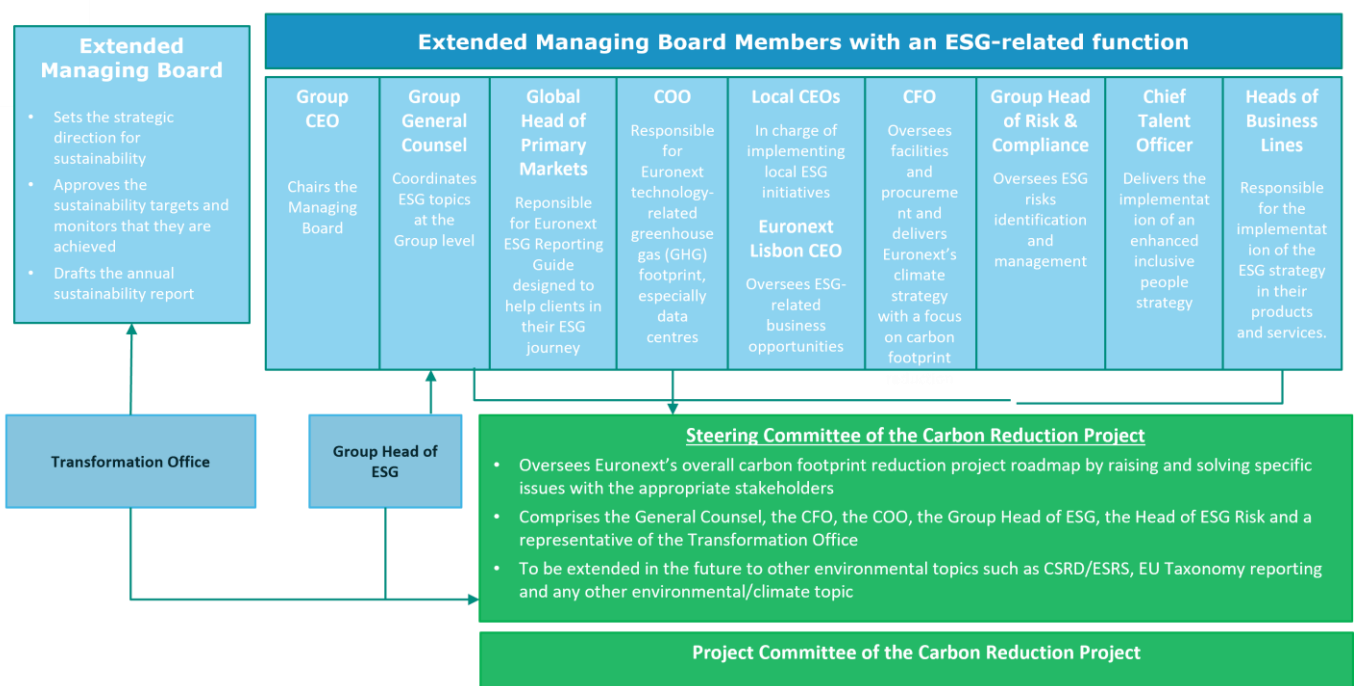 Extended
Managing Board
• Sets the strategic
direction for
sustainability
• Approves the
sustainability targets and
monitors that they are
achieved
• Drafts the annual
sustainability report
Extended Managing Board Members with an ESG-related function
Group
CEO
Chairs the
Managing
Board
Group
General
Counsel
Coordinates
ESG topics
at the
Group level
Global
Head of
Primary
Markets
Reponsible
for Euronext
ESG Reporting
Guide
designed to
help clients in
their ESG
journey
COO
Responsible
for
Euronext
technology-
related
greenhouse
gas (GHG)
footprint,
especially
data
centres
Local CEOs
In charge of
implementing
local ESG
initiatives
Euronext
Lisbon CEO
Oversees ESG-
related
business
opportunities
CFO
Oversees
facilities
and
procureme
nt and
delivers
Euronext’s
climate
strategy
with a focus
on carbon
footprint
Group Head
of Risk &
Compliance
Oversees ESG
risks
identification
and
management
Chief
Talent
Officer
Delivers the
implementat
ion of an
enhanced
inclusive
people
strategy
Heads of
Business
Lines
Responsible
for the
implementat
ion of the
ESG strategy
in their
products
and services.
Transformation Office
Group Head of
ESG
Steering Committee of the Carbon Reduction Project
• Oversees Euronext’s overall carbon footprint reduction project roadmap by raising and solving specific
issues with the appropriate stakeholders
• Comprises the General Counsel, the CFO, the COO, the Group Head of ESG, the Head of ESG Risk and a
representative of the Transformation Office
• To be extended in the future to other environmental topics such as CSRD/ESRS, EU Taxonomy reporting
and any other environmental/climate topic
Project Committee of the Carbon Reduction Project